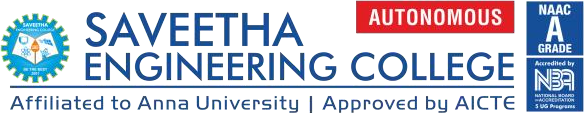 SAVEETHA
ENGINEERING COLLEGE
AUTONOMOUS
Affiliated to Anna University | Approved by AICTE
NAAC
A
GRADE
Accredited by
NBA
NATIONAL BOARD
of ACCREDITATION
5 UG Programs